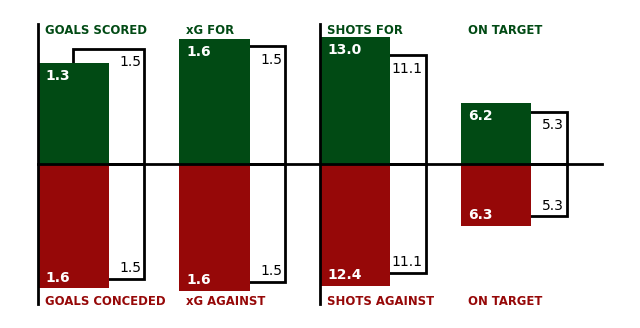 GOALS SCORED xG FOR SHOTS FOR ON TARGET
1.3 1.5 1.6 1.5 13.0 11.1 6.2 5.3
1.6 1.5 1.6 1.5 12.4 11.1 6.3 5.3
GOALS CONCEDED xG AGAINST SHOTS AGAINST ON TARGET